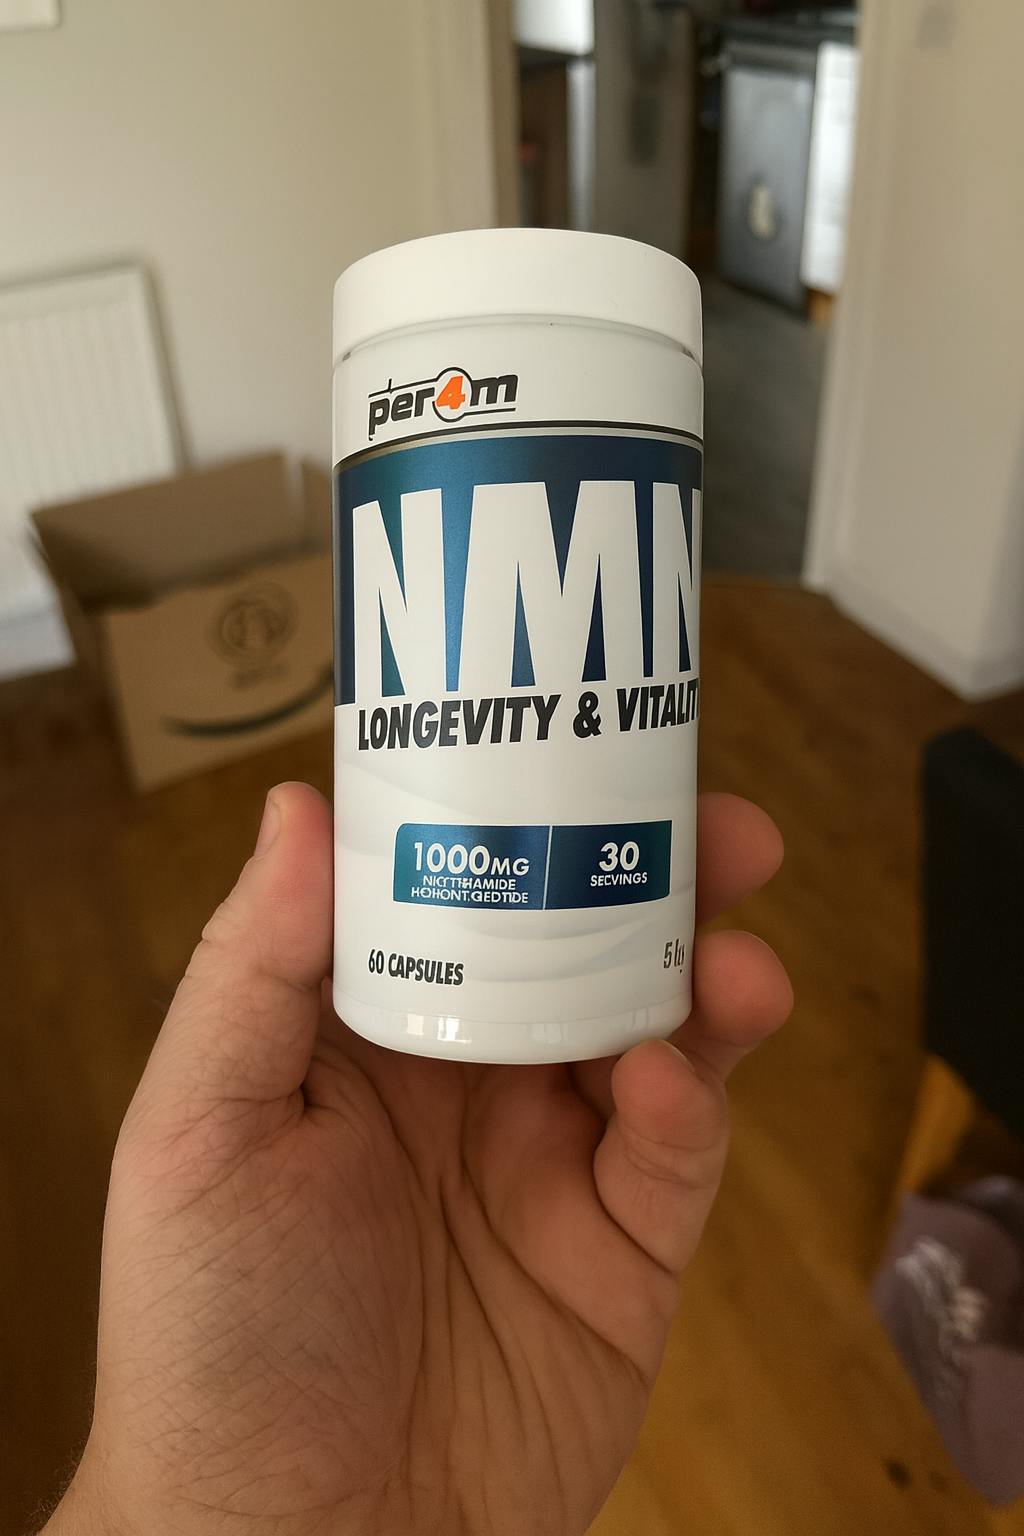 per4m
NMN
LONGEVITY & VITALIT
1000MG
30
SECVINGS
60 CAPSULES